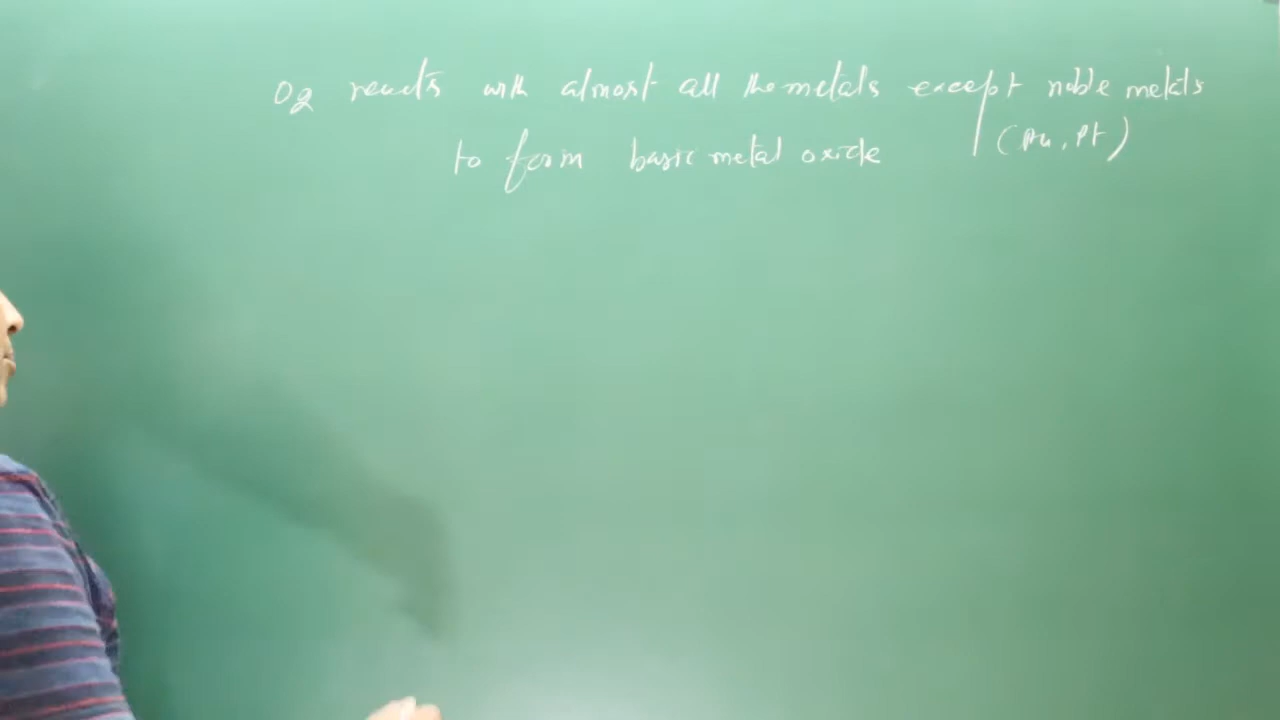 O2 reacts with almost all the metals except noble metals
to form basic metal oxide (Au, Pt)